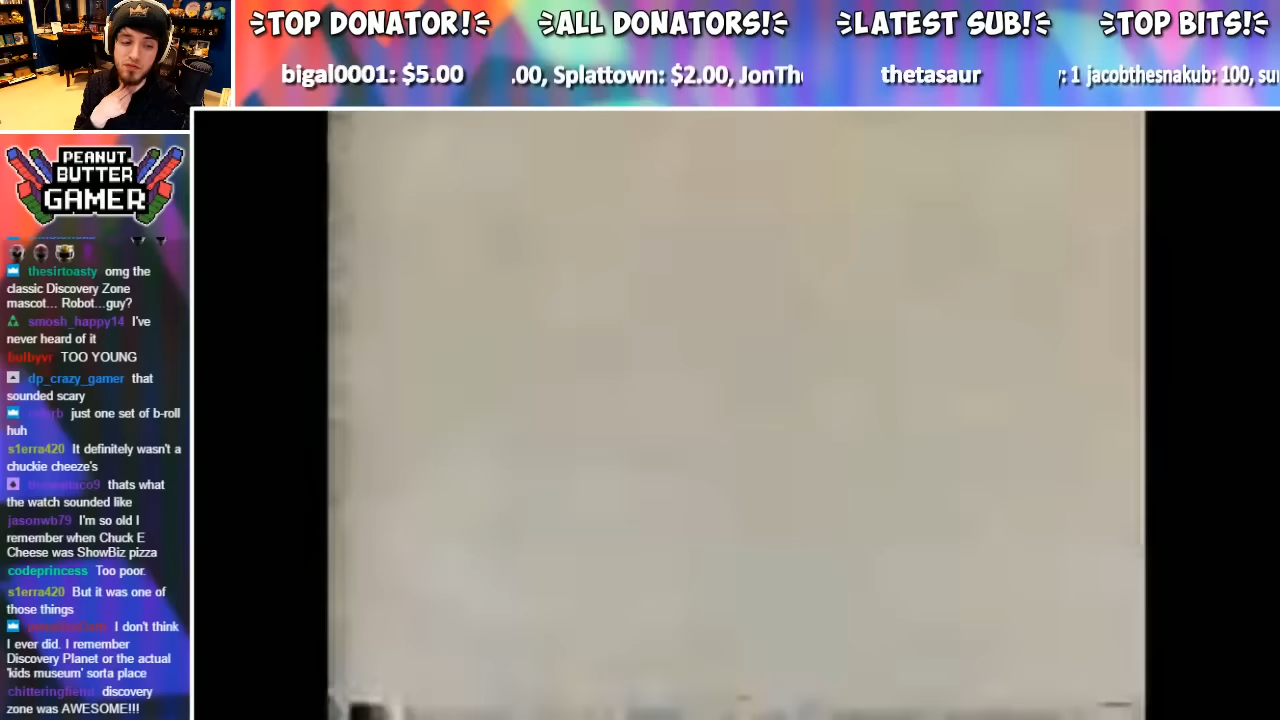 TOP DONATOR!
ALL DONATORS!
LATEST SUB!
TOP BITS!
bigal0001: $5.00
.00, Splattown: $2.00, JonTh
thetasaur
: 1 jacobthesnakub: 100, su
PEANUT
BUTTER
GAMER
thesirtoasty omg the
classic Discovery Zone
mascot... Robot...guy?
smosh_happy14 I've
never heard of it
bulbyvr TOO YOUNG
dp_crazy_gamer that
sounded scary
just one set of b-roll
huh
s1erra420 It definitely wasn't a
chuckie cheeze's
thats what
the watch sounded like
jasonwb79 I'm so old I
remember when Chuck E
Cheese was ShowBiz pizza
codeprincess Too poor.
s1erra420 But it was one of
those things
I don't think
I ever did. I remember
Discovery Planet or the actual
'kids museum' sorta place
chitteringfiend discovery
zone was AWESOME!!!